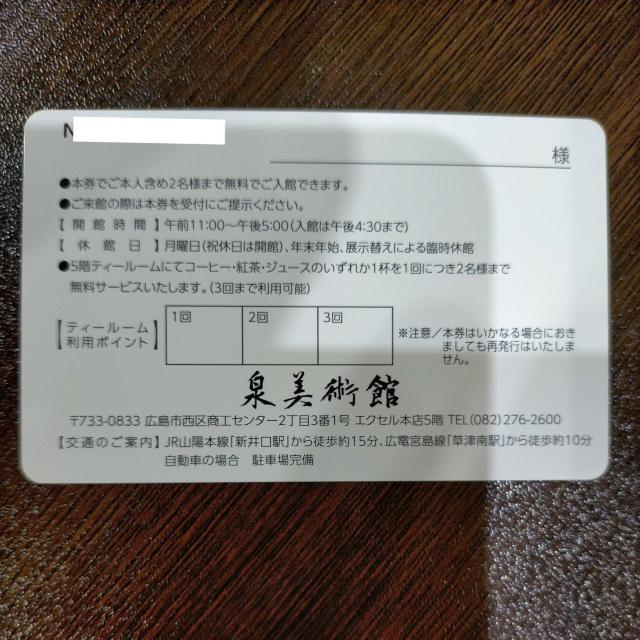 N
様
●本券でご本人含め2名様まで無料でご入館できます。
●ご来館の際は本券を受付にご提示ください。
【開館時間】午前11:00～午後5:00(入館は午後4:30まで)
【休館日】月曜日(祝休日は開館)、年末年始、展示替えによる臨時休館
●5階ティールームにてコーヒー・紅茶・ジュースのいずれか1杯を1回につき2名様まで
無料サービスいたします。(3回まで利用可能)
【ティールーム
利用ポイント】
1回 2回 3回
※注意／本券はいかなる場合におき
ましても再発行はいたしま
せん。
泉美術館
〒733-0833 広島市西区商工センター2丁目3番1号 エクセル本店5階 TEL(082)276-2600
【交通のご案内】JR山陽本線「新井口駅」から徒歩約15分、広電宮島線「草津南駅」から徒歩約10分
自動車の場合 駐車場完備